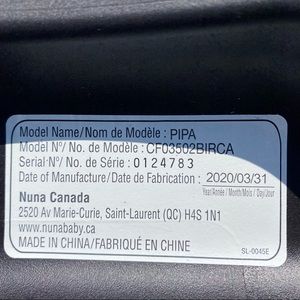 Model Name/Nom de Modèle : PIPA
Model Nº/ No. de Modèle : CF03502BIRCA
Serial Nº/ No. de Série : 0124783
Date of Manufacture/Date de Fabrication : 2020/03/31
Year/Année / Month/Mois / Day/Jour
Nuna Canada
2520 Av Marie-Curie, Saint-Laurent (QC) H4S 1N1
www.nunababy.ca
MADE IN CHINA/FABRIQUÉ EN CHINE
SL-0045E